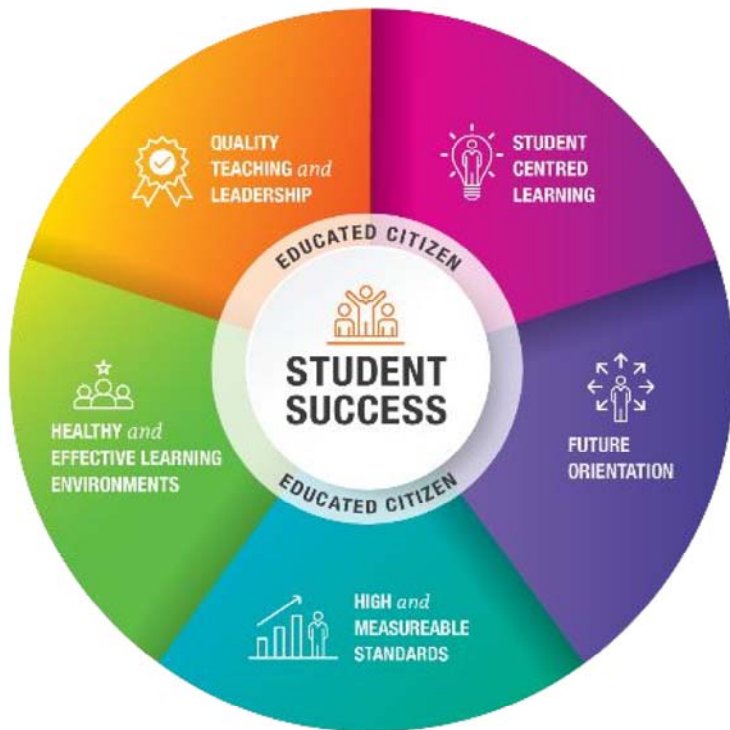 QUALITY
TEACHING and
LEADERSHIP
STUDENT
CENTRED
LEARNING
EDUCATED CITIZEN
STUDENT
SUCCESS
EDUCATED CITIZEN
HEALTHY and
EFFECTIVE LEARNING
ENVIRONMENTS
FUTURE
ORIENTATION
HIGH and
MEASUREABLE
STANDARDS